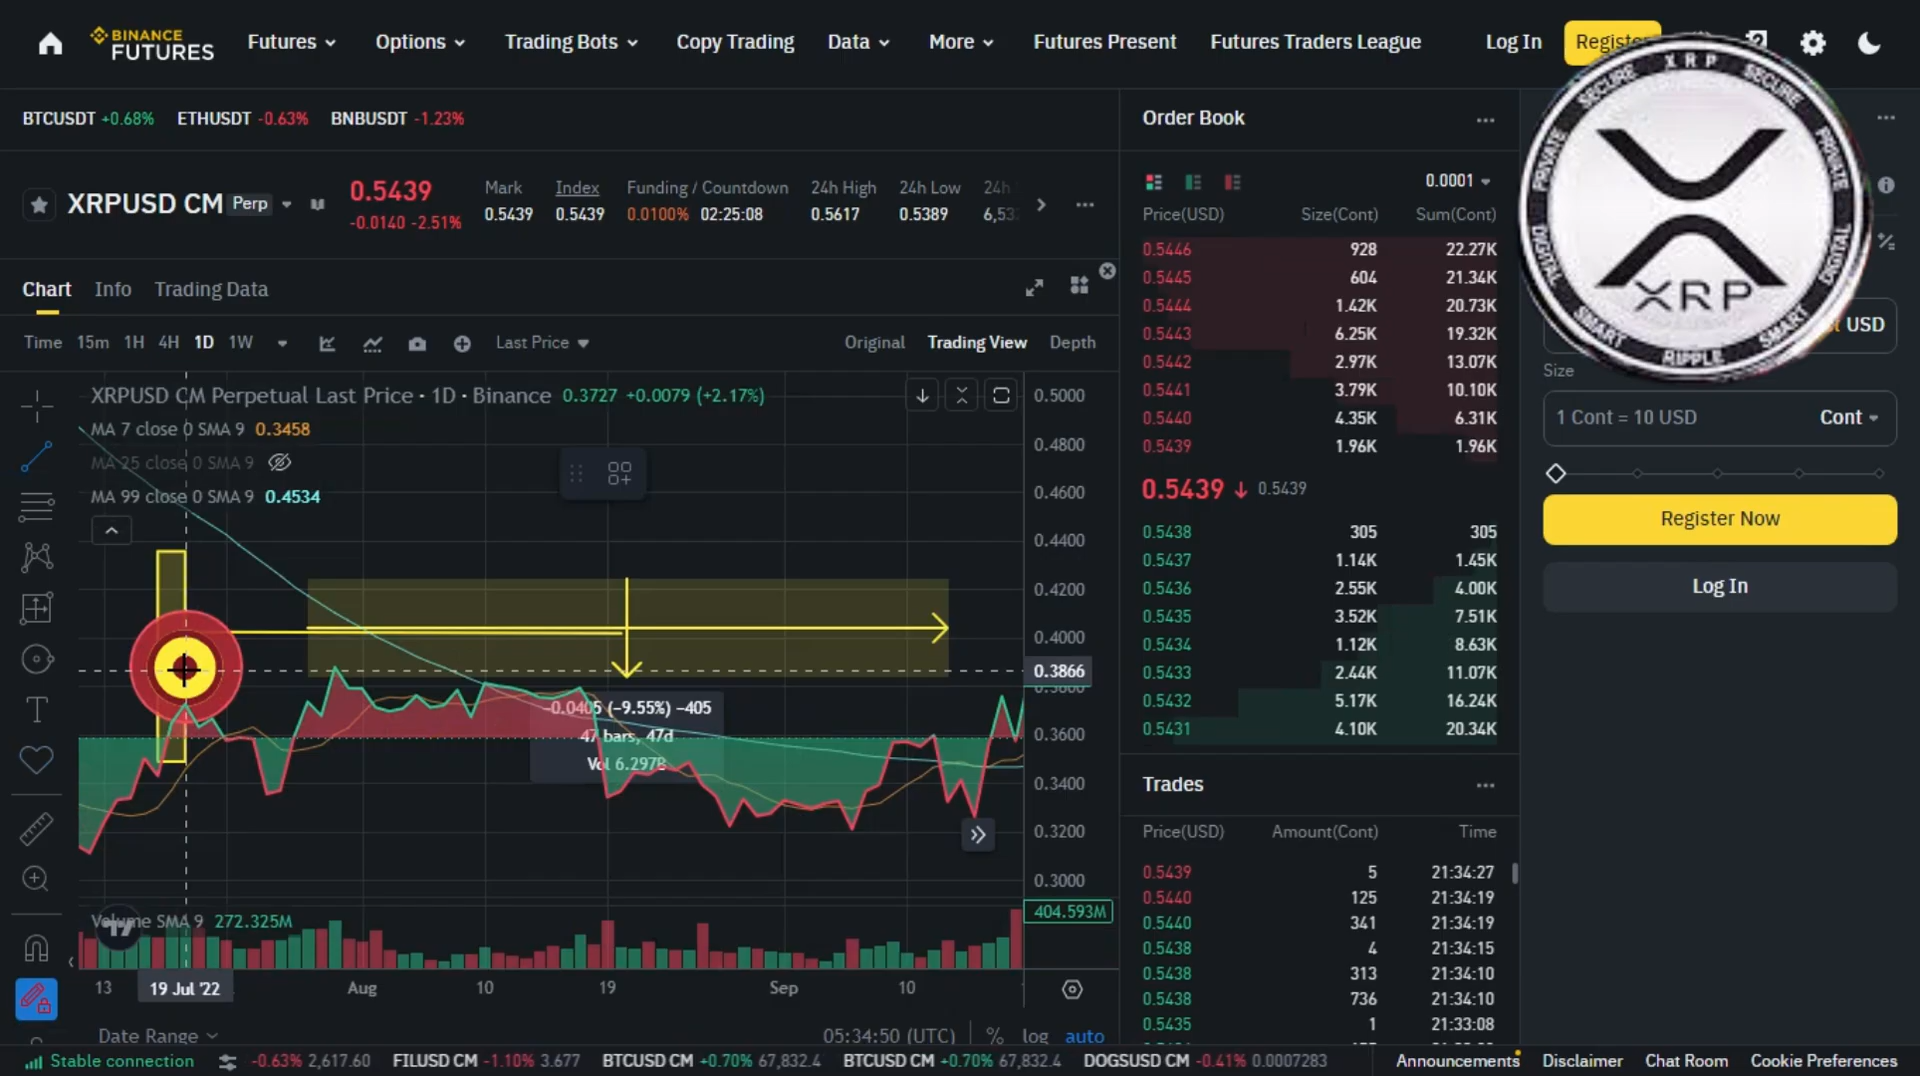 BINANCE
FUTURES
Futures
Options
Trading Bots
Copy Trading
Data
More
Futures Present
Futures Traders League
Log In
Register
BTCUSDT +0.68% ETHUSDT -0.63% BNBUSDT -1.23%
XRPUSD CM Perp
0.5439
-0.0140 -2.51%
Mark
0.5439
Index
0.5439
Funding / Countdown
0.0100% 02:25:08
24h High
0.5617
24h Low
0.5389
24h
Chart Info Trading Data
Time 15m 1H 4H 1D 1W
Last Price
Original Trading View Depth
XRPUSD CM Perpetual Last Price · 1D · Binance 0.3727 +0.0079 (+2.17%)
MA 7 close 0 SMA 9 0.3458
MA 25 close 0 SMA 9
MA 99 close 0 SMA 9 0.4534
0.5000
0.4800
0.4600
0.4400
0.4200
0.4000
0.3866
0.3600
0.3400
0.3200
0.3000
404.593M
-0.0405 (-9.55%) -405
47 bars, 47d
Vol 6.297B
Volume SMA 9 272.325M
13 19 Jul '22 Aug 10 19 Sep 10
Date Range
05:34:50 (UTC) % log auto
Order Book
0.0001
Price(USD) Size(Cont) Sum(Cont)
0.5446 928 22.27K
0.5445 604 21.34K
0.5444 1.42K 20.73K
0.5443 6.25K 19.32K
0.5442 2.97K 13.07K
0.5441 3.79K 10.10K
0.5440 4.35K 6.31K
0.5439 1.96K 1.96K
0.5439 ↓ 0.5439
0.5438 305 305
0.5437 1.14K 1.45K
0.5436 2.55K 4.00K
0.5435 3.52K 7.51K
0.5434 1.12K 8.63K
0.5433 2.44K 11.07K
0.5432 5.17K 16.24K
0.5431 4.10K 20.34K
Trades
Price(USD) Amount(Cont) Time
0.5439 5 21:34:27
0.5440 125 21:34:19
0.5440 341 21:34:19
0.5438 4 21:34:15
0.5438 313 21:34:10
0.5438 736 21:34:10
0.5435 1 21:33:08
XRP
SECURE
SECURE
PRIVATE
PRIVATE
DIGITAL
DIGITAL
SMART
SMART
RIPPLE
XRP
USD
Size
1 Cont = 10 USD Cont
Register Now
Log In
Stable connection
-0.63% 2,617.60 FILUSD CM -1.10% 3.677 BTCUSD CM +0.70% 67,832.4 BTCUSD CM +0.70% 67,832.4 DOGSUSD CM -0.41% 0.0007283
Announcements Disclaimer Chat Room Cookie Preferences